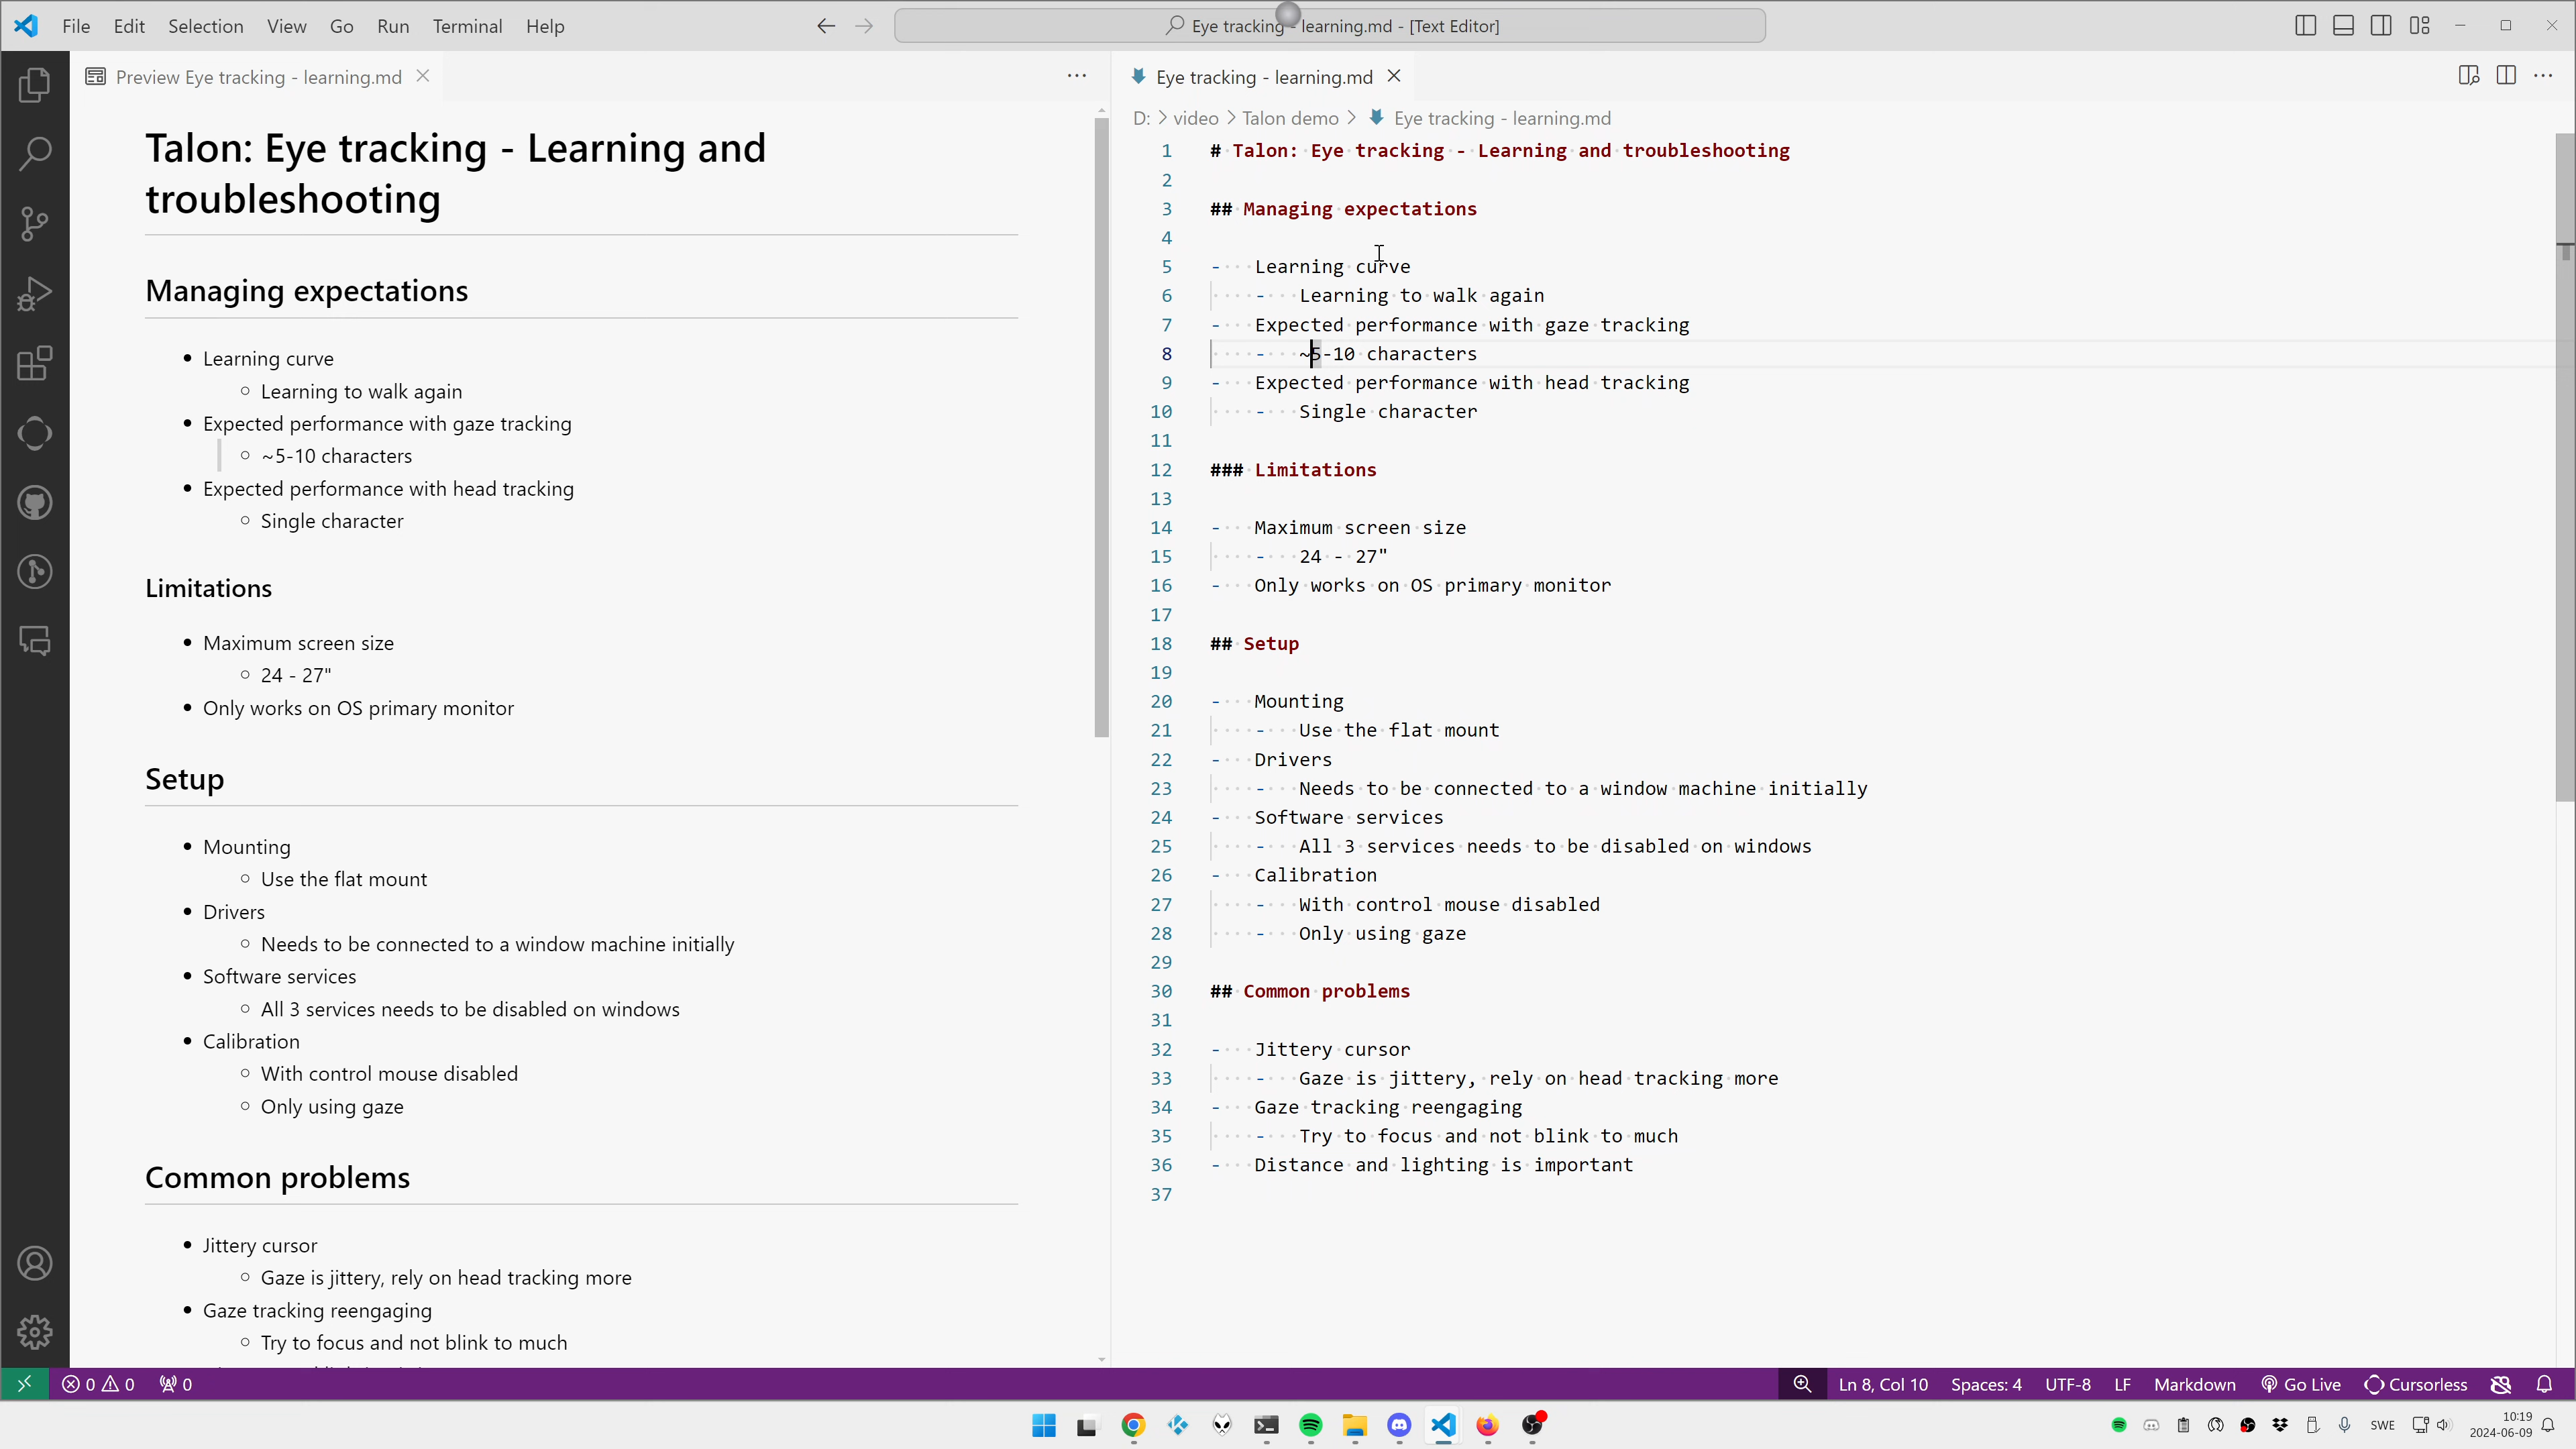 File Edit Selection View Go Run Terminal Help
Eye tracking - learning.md - [Text Editor]
Preview Eye tracking - learning.md
Talon: Eye tracking - Learning and
troubleshooting
Managing expectations
Learning curve
Learning to walk again
Expected performance with gaze tracking
~5-10 characters
Expected performance with head tracking
Single character
Limitations
Maximum screen size
24 - 27"
Only works on OS primary monitor
Setup
Mounting
Use the flat mount
Drivers
Needs to be connected to a window machine initially
Software services
All 3 services needs to be disabled on windows
Calibration
With control mouse disabled
Only using gaze
Common problems
Jittery cursor
Gaze is jittery, rely on head tracking more
Gaze tracking reengaging
Try to focus and not blink to much
Eye tracking - learning.md
D: > video > Talon demo > Eye tracking - learning.md
1 # Talon: Eye tracking - Learning and troubleshooting
2
3 ## Managing expectations
4
5 - Learning curve
6 - Learning to walk again
7 - Expected performance with gaze tracking
8 - ~5-10 characters
9 - Expected performance with head tracking
10 - Single character
11
12 ### Limitations
13
14 - Maximum screen size
15 - 24 - 27"
16 - Only works on OS primary monitor
17
18 ## Setup
19
20 - Mounting
21 - Use the flat mount
22 - Drivers
23 - Needs to be connected to a window machine initially
24 - Software services
25 - All 3 services needs to be disabled on windows
26 - Calibration
27 - With control mouse disabled
28 - Only using gaze
29
30 ## Common problems
31
32 - Jittery cursor
33 - Gaze is jittery, rely on head tracking more
34 - Gaze tracking reengaging
35 - Try to focus and not blink to much
36 - Distance and lighting is important
37
0 0 0 Ln 8, Col 10 Spaces: 4 UTF-8 LF Markdown Go Live Cursorless
SWE 10:19
2024-06-09